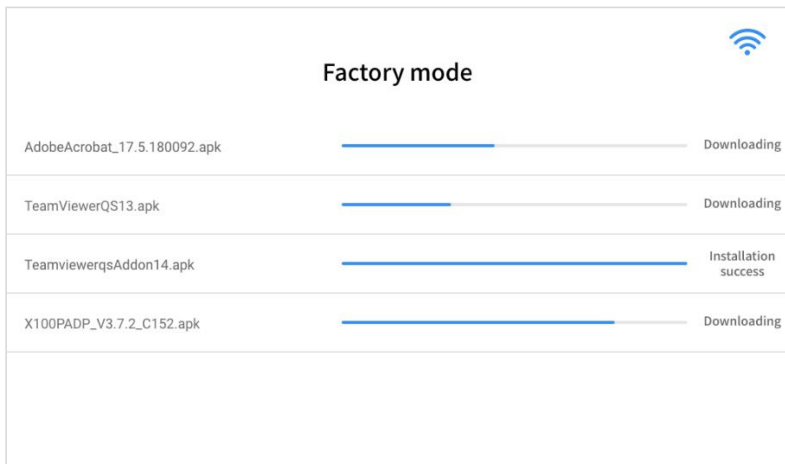 Factory mode
AdobeAcrobat_17.5.180092.apk
Downloading
TeamViewerQS13.apk
Downloading
TeamviewerqsAddon14.apk
Installation
success
X100PADP_V3.7.2_C152.apk
Downloading